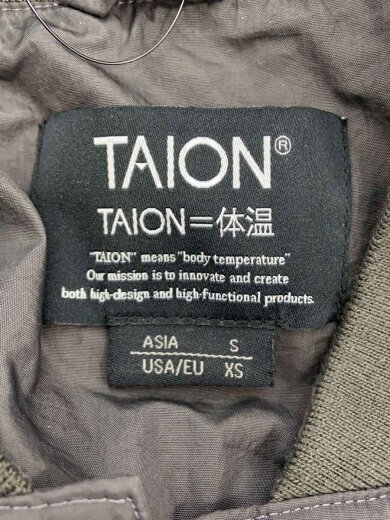 TAION®
TAION=体温
"TAION" means "body temperature"
Our mission is to innovate and create
both high-design and high-functional products.
ASIA S
USA/EU XS